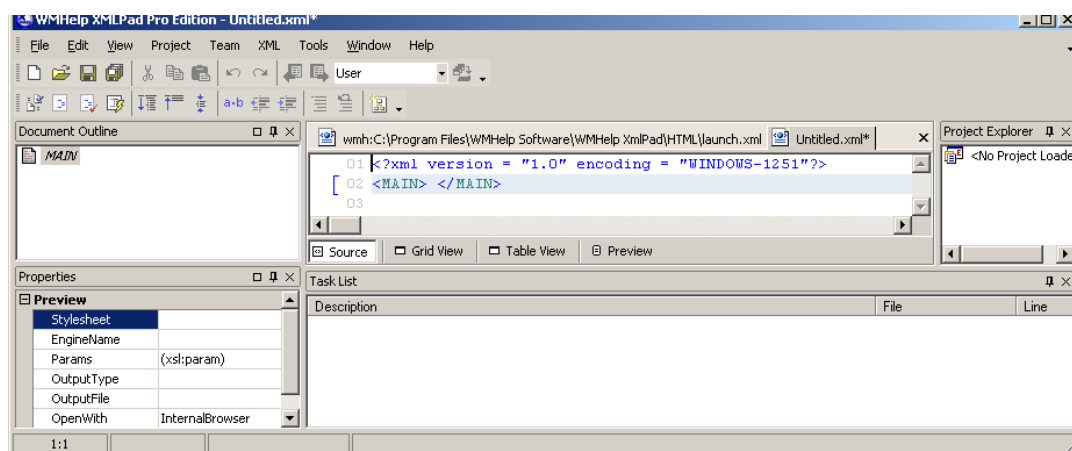 WMHelp XMLPad Pro Edition - Untitled.xml*
File Edit View Project Team XML Tools Window Help
User
a•b
Document Outline
wmh:C:\Program Files\WMHelp Software\WMHelp XmlPad\HTML\launch.xml Untitled.xml*
Project Explorer
MAIN
<No Project Loade
01 <?xml version = "1.0" encoding = "WINDOWS-1251"?>
02 <MAIN> </MAIN>
03
Source Grid View Table View Preview
Properties
Task List
Preview
Description File Line
Stylesheet
EngineName
Params (xsl:param)
OutputType
OutputFile
OpenWith InternalBrowser
1:1